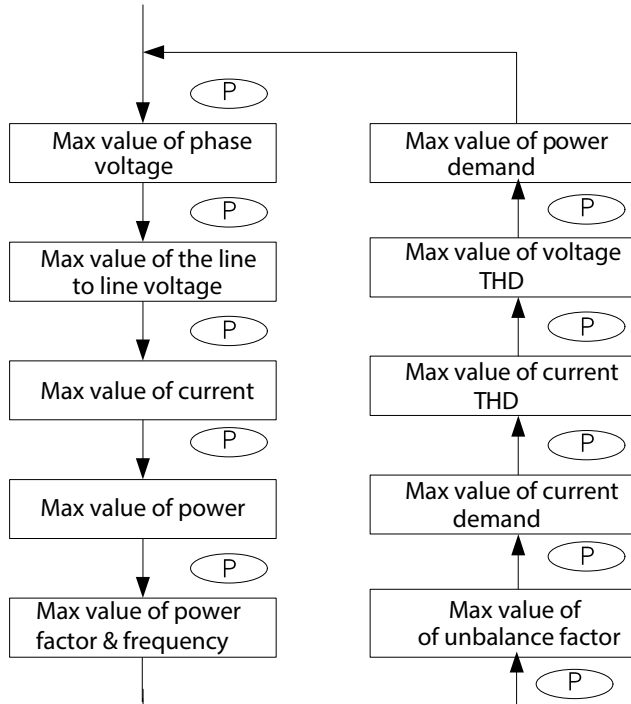 P
Max value of phase
voltage
P
Max value of the line
to line voltage
P
Max value of current
P
Max value of power
P
Max value of power
factor & frequency
Max value of power
demand
P
Max value of voltage
THD
P
Max value of current
THD
P
Max value of current
demand
P
Max value of
of unbalance factor
P